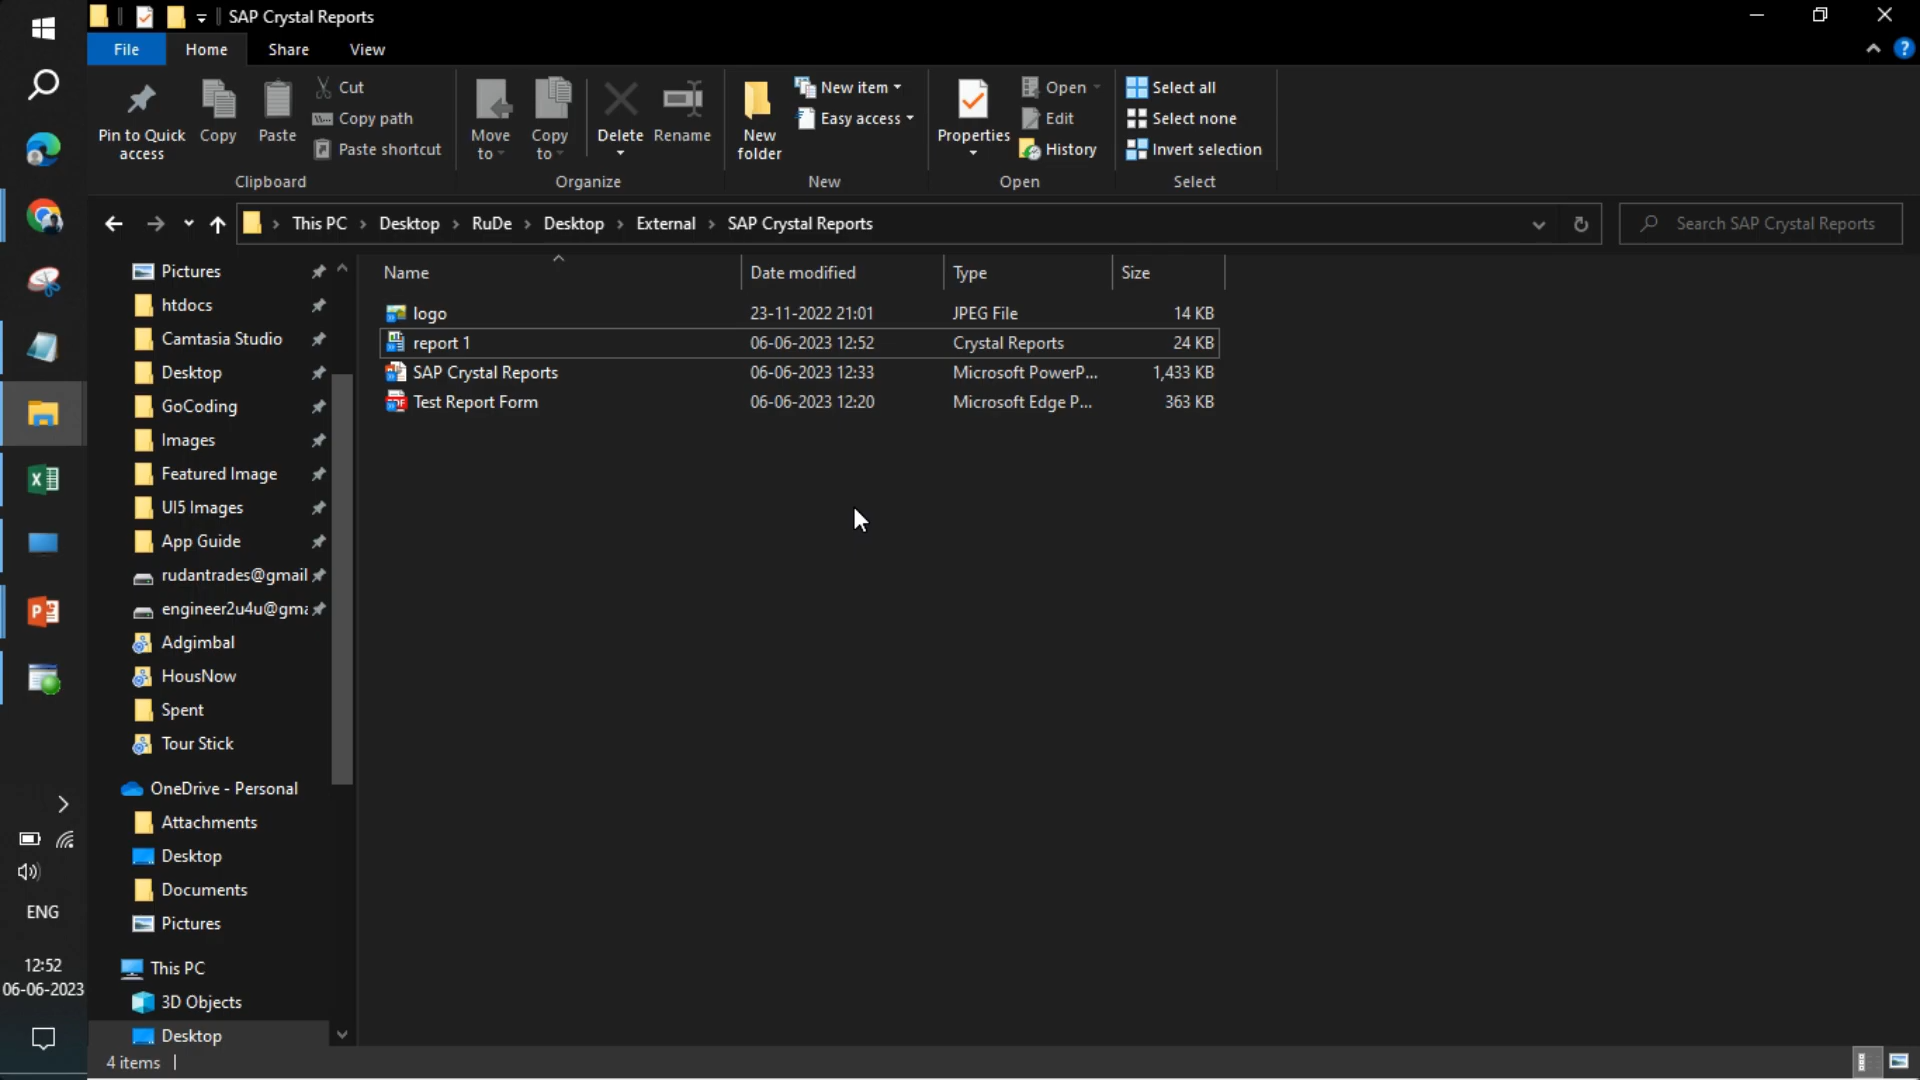 SAP Crystal Reports
File Home Share View
Pin to Quick access
Copy
Paste
Cut
Copy path
Paste shortcut
Clipboard
Move to
Copy to
Delete
Rename
Organize
New folder
New item
Easy access
New
Properties
Open
Edit
History
Open
Select all
Select none
Invert selection
Select
This PC > Desktop > RuDe > Desktop > External > SAP Crystal Reports
Search SAP Crystal Reports
Name Date modified Type Size
logo 23-11-2022 21:01 JPEG File 14 KB
report 1 06-06-2023 12:52 Crystal Reports 24 KB
SAP Crystal Reports 06-06-2023 12:33 Microsoft PowerP... 1,433 KB
Test Report Form 06-06-2023 12:20 Microsoft Edge P... 363 KB
Pictures
htdocs
Camtasia Studio
Desktop
GoCoding
Images
Featured Image
UI5 Images
App Guide
rudantrades@gmail
engineer2u4u@gma
Adgimbal
HousNow
Spent
Tour Stick
OneDrive - Personal
Attachments
Desktop
Documents
Pictures
This PC
3D Objects
Desktop
4 items
ENG
12:52
06-06-2023